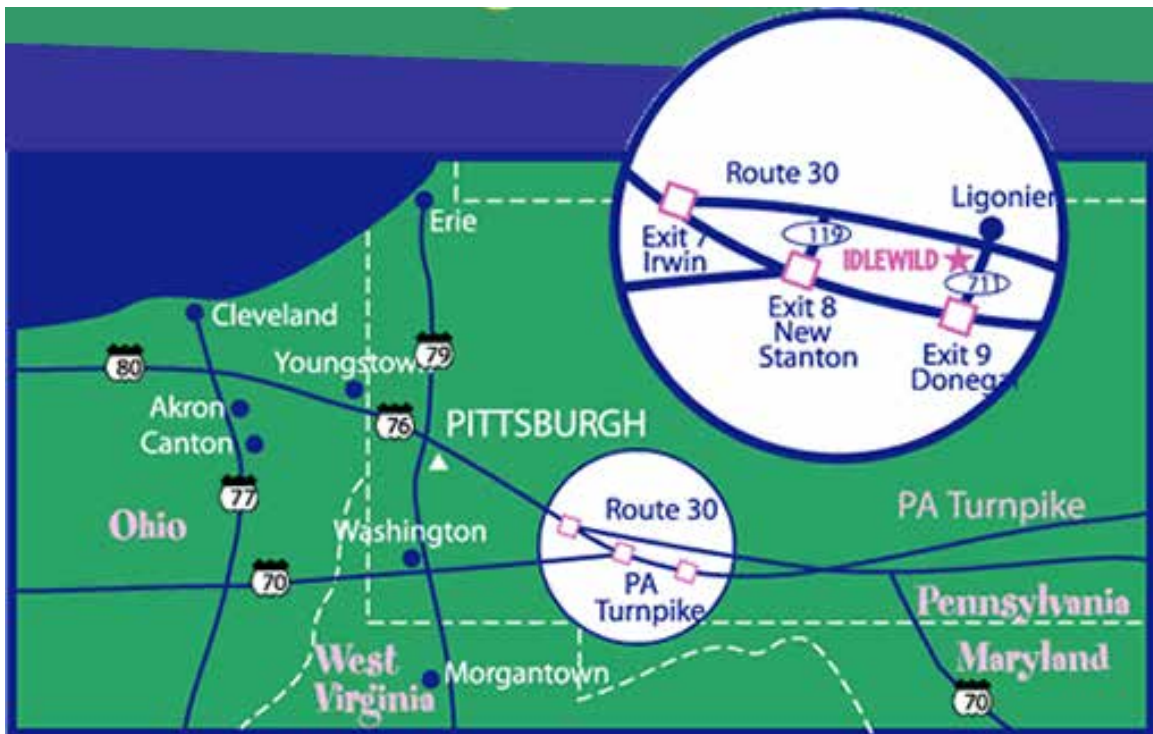 Route 30
Ligonier
119
IDLEWILD
711
Exit 7
Irwin
Exit 8
New
Stanton
Exit 9
Donegal
Erie
Cleveland
80
Youngstown
79
Akron
Canton
76
PITTSBURGH
77
Ohio
Washington
70
Route 30
PA
Turnpike
PA Turnpike
Pennsylvania
Maryland
70
West
Virginia
Morgantown